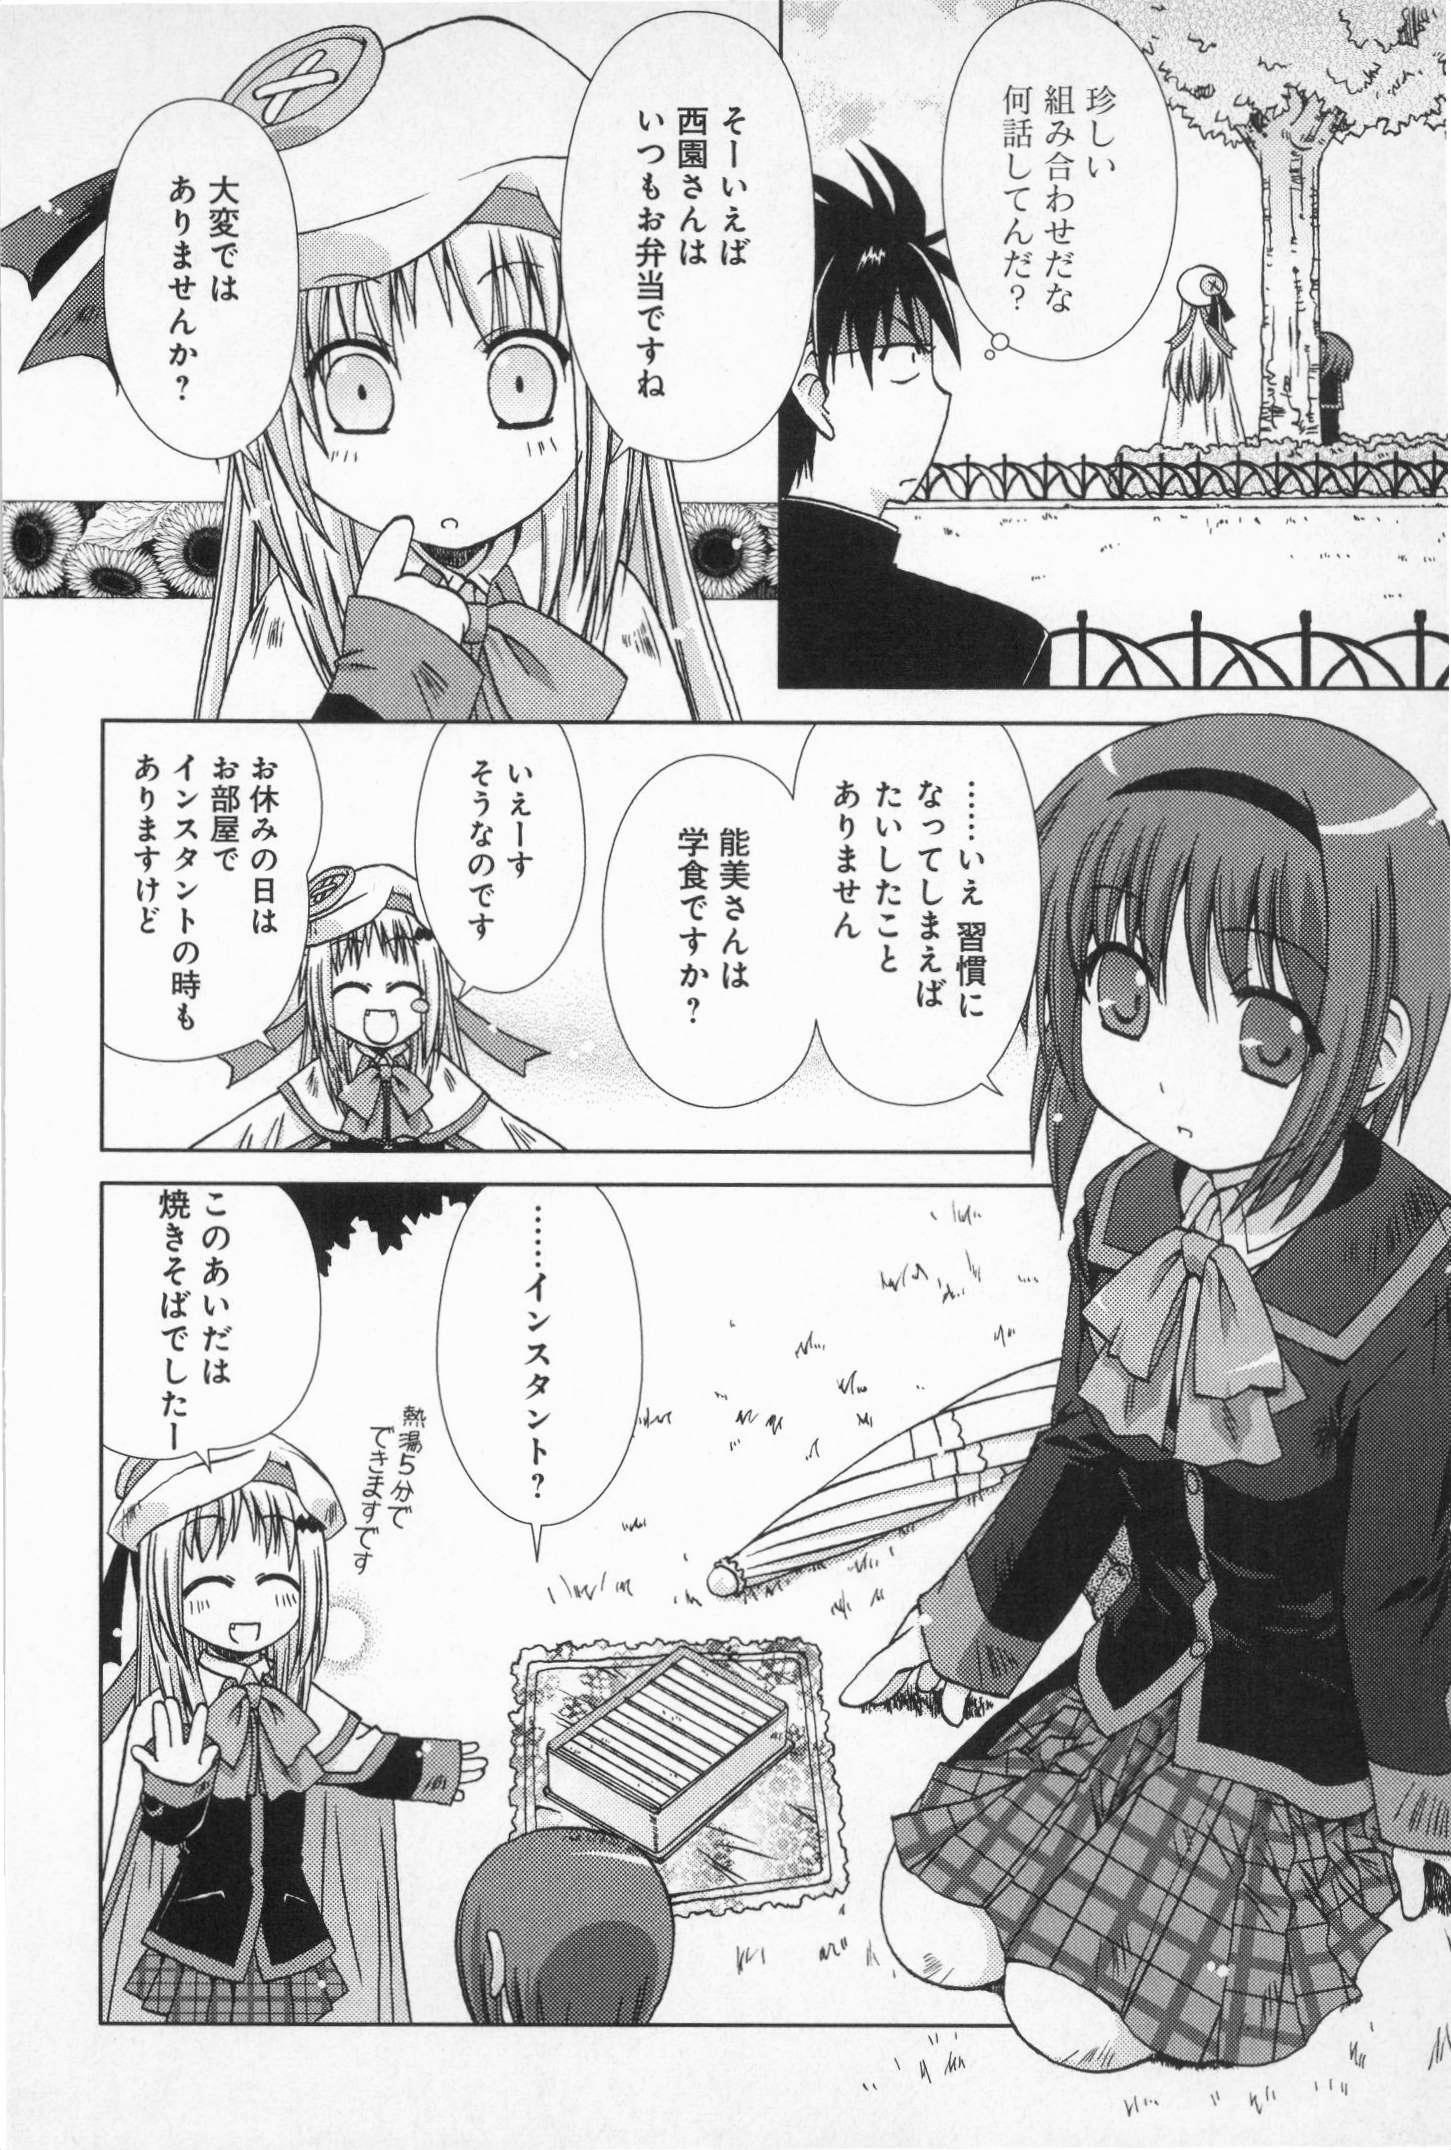 珍しい
組み合わせだな
何話してんだ？
そーいえば
西園さんは
いつもお弁当ですね
大変では
ありませんか？
……いえ 習慣に
なってしまえば
たいしたこと
ありません
能美さんは
学食ですか？
いえーす
そうなのです
お休みの日は
お部屋で
インスタントの時も
ありますけど
……インスタント？
このあいだは
焼きそばでしたー
熱湯5分で
できますです